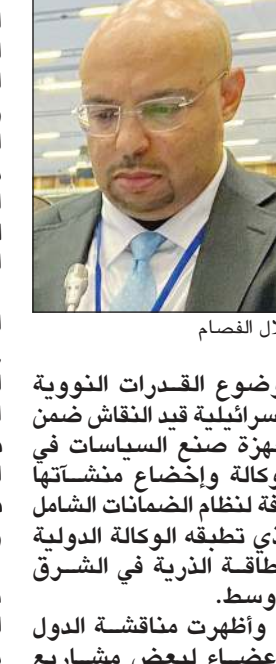 لال الفصام
وضوع القدرات النووية
سرائيلية قيد النقاش ضمن
هزة صنع السياسات في
وكالة وإخضاع منشآتها
فة لنظام الضمانات الشامل
ذي تطبقه الوكالة الدولية
طاقة الذرية في الشرق
وسط.
وأظهرت مناقشة الدول
عضاء لبعض مشاريع